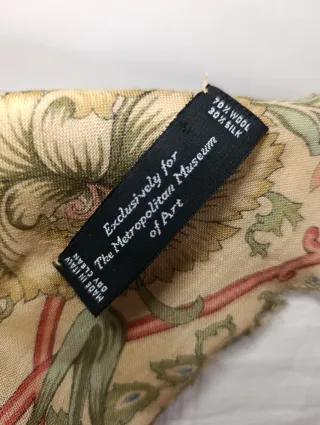 70% WOOL
30% SILK
Exclusively for
The Metropolitan Museum
of Art
MADE IN ITALY
DRY CLEAN